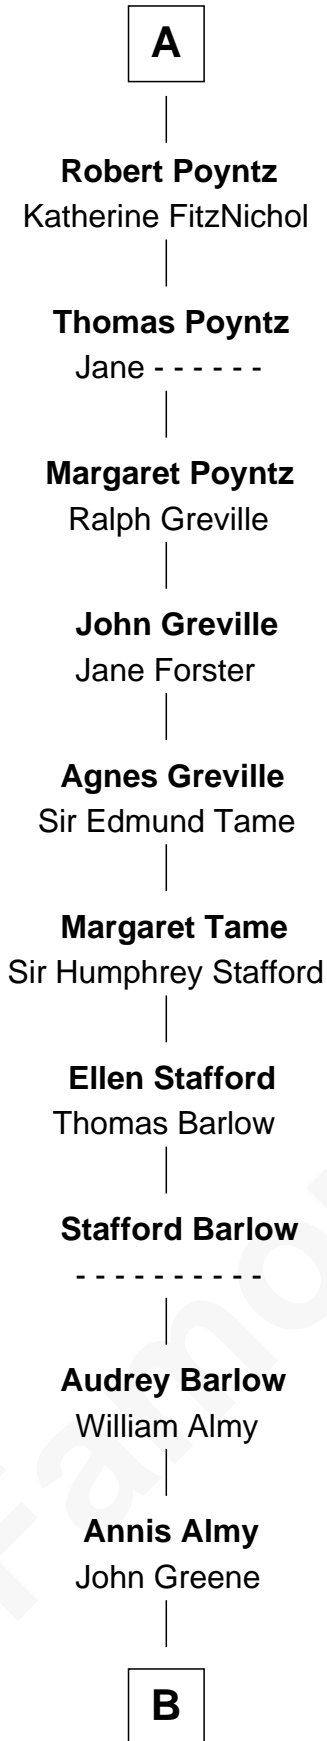 A
Robert Poyntz
Katherine FitzNichol
Thomas Poyntz
Jane - - - - - -
Margaret Poyntz
Ralph Greville
John Greville
Jane Forster
Agnes Greville
Sir Edmund Tame
Margaret Tame
Sir Humphrey Stafford
Ellen Stafford
Thomas Barlow
Stafford Barlow
- - - - - - - - - -
Audrey Barlow
William Almy
Annis Almy
John Greene
B